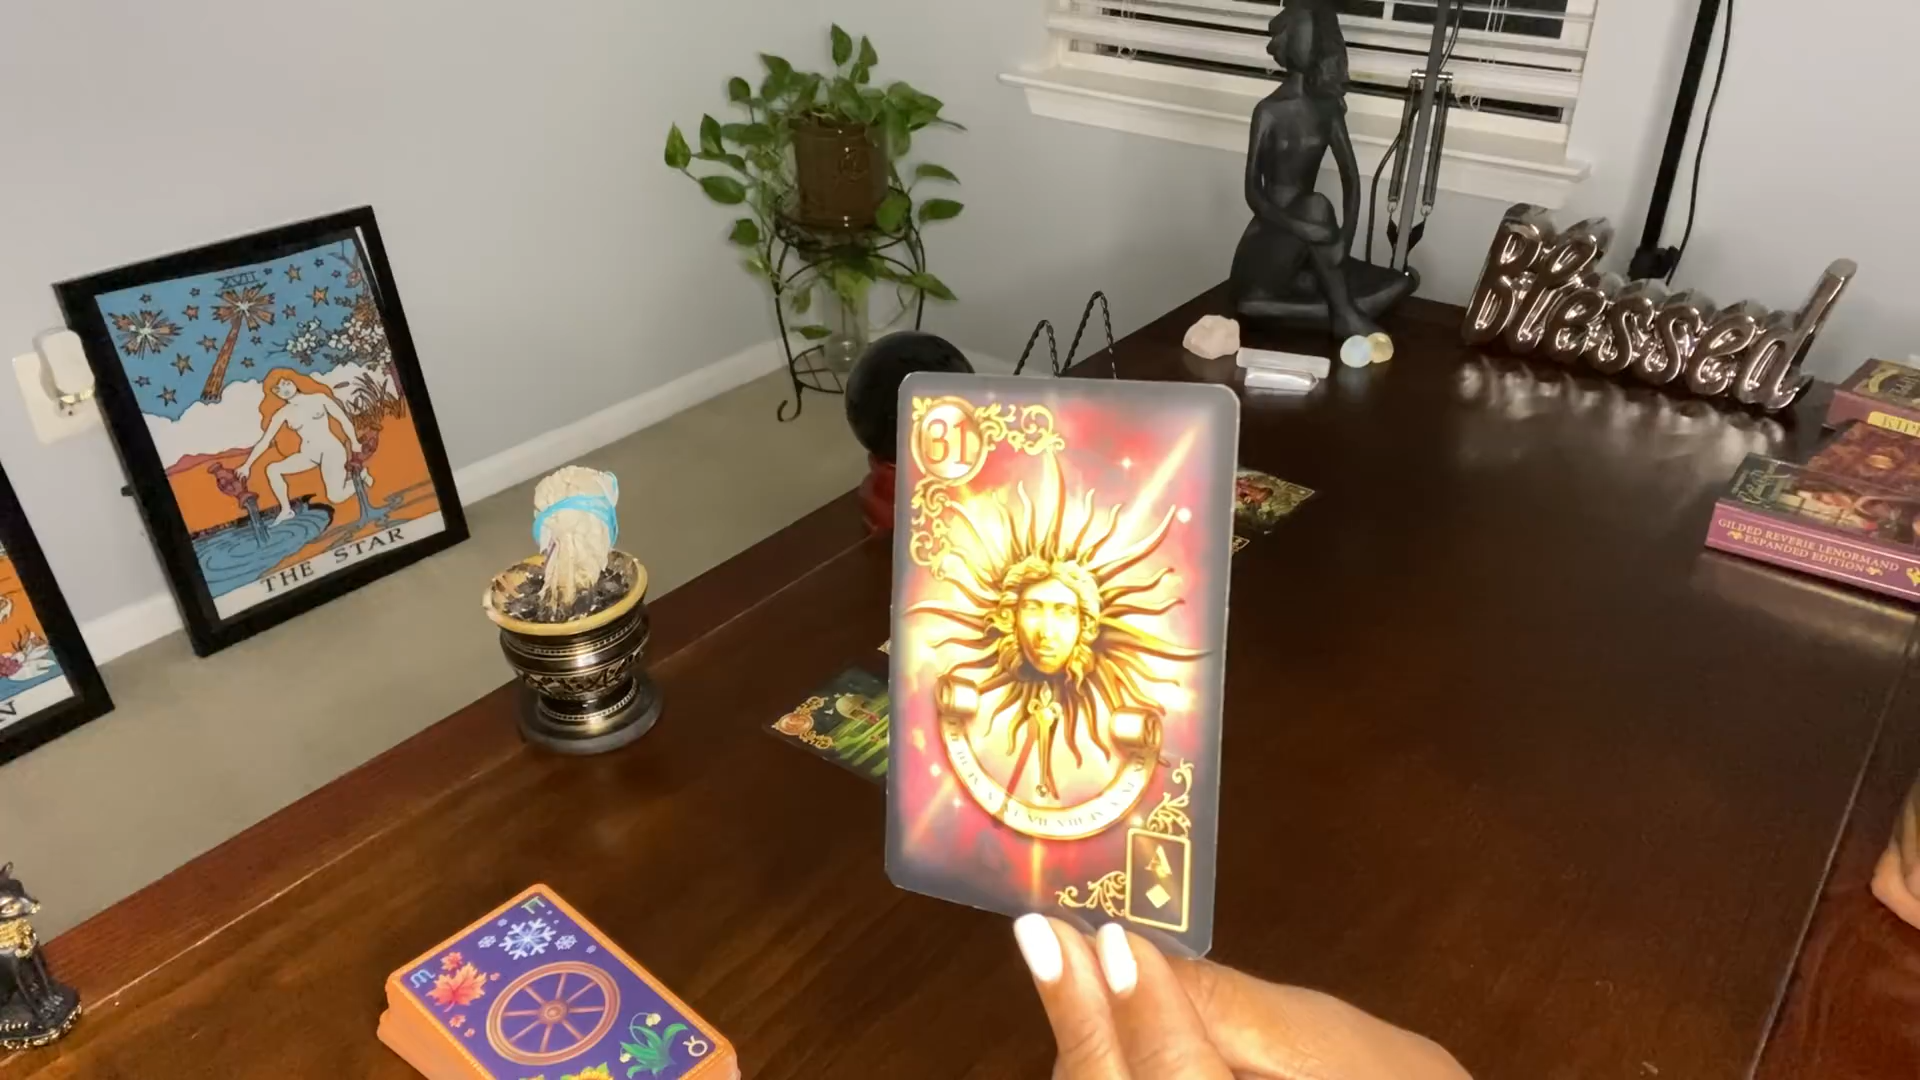 XVII
THE STAR
Blessed
31
A
GILDED REVERIE LENORMAND
EXPANDED EDITION